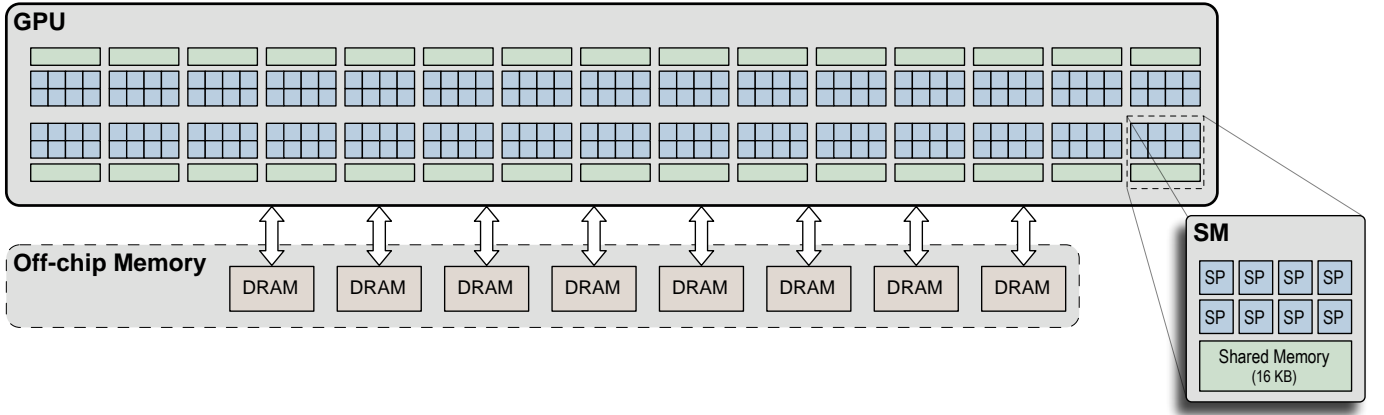 GPU
Off-chip Memory
DRAM DRAM DRAM DRAM DRAM DRAM DRAM DRAM
SM
SP SP SP SP
SP SP SP SP
Shared Memory
(16 KB)